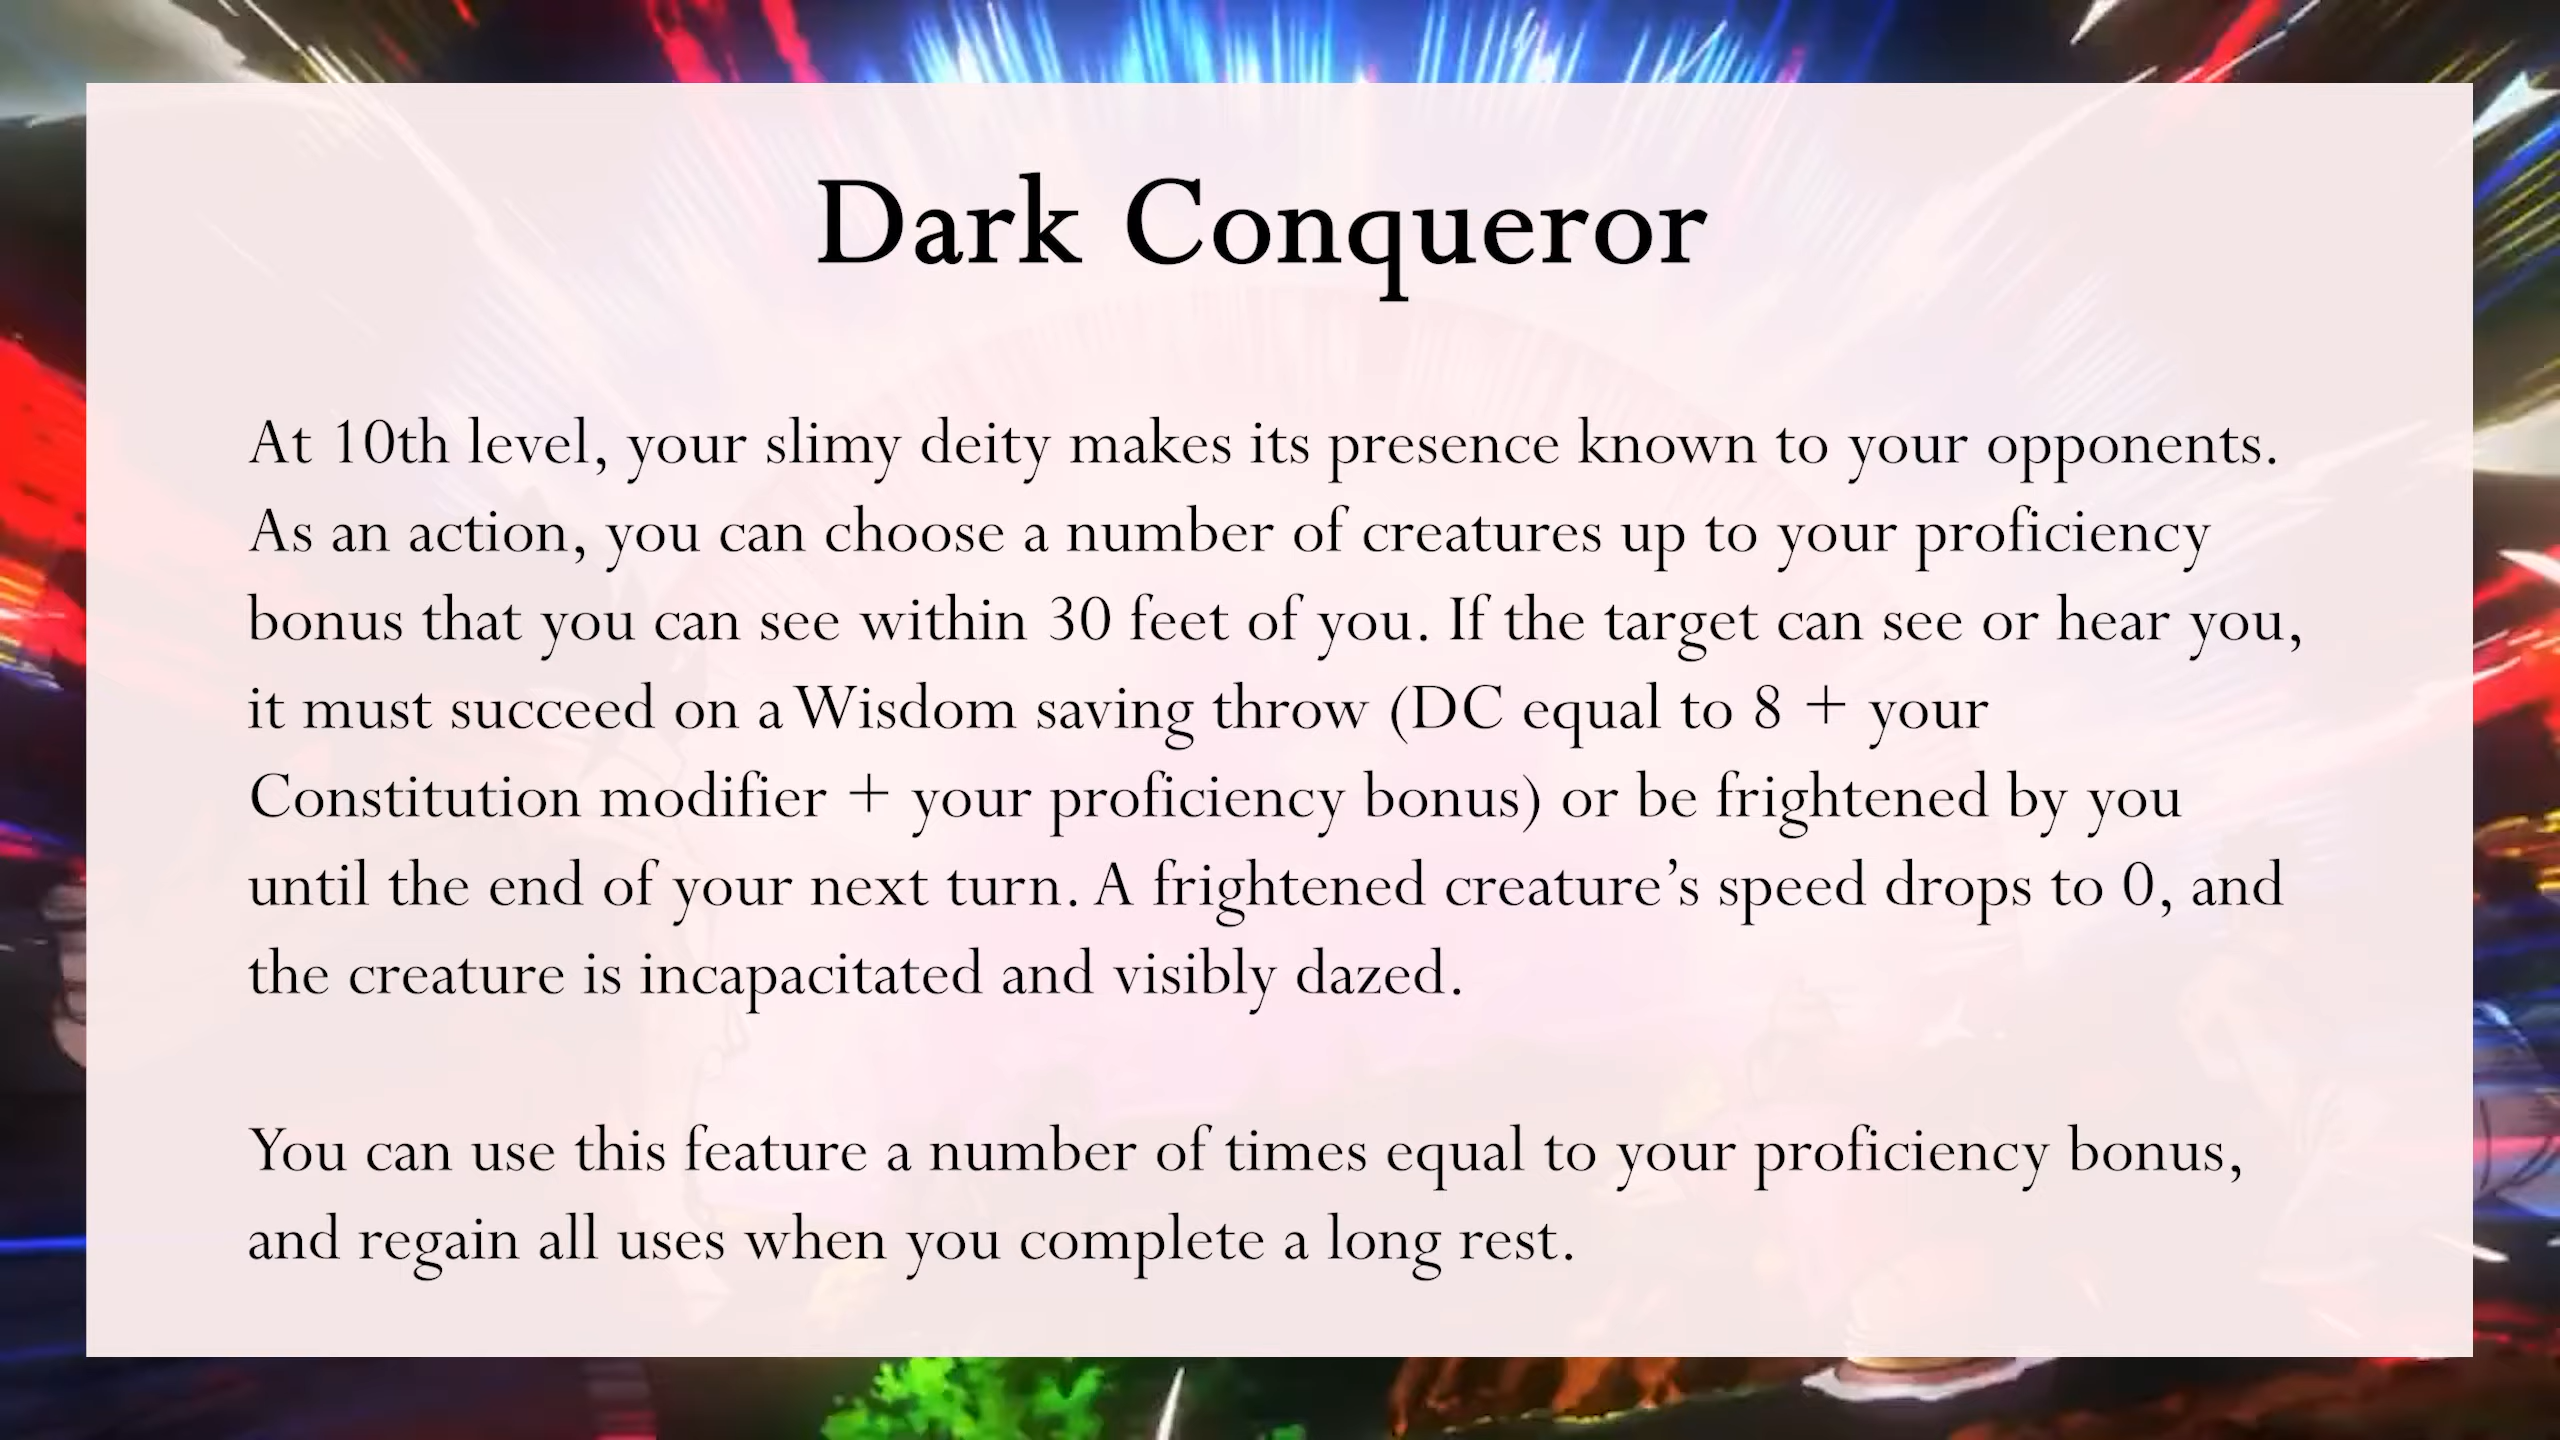 Dark Conqueror
At 10th level, your slimy deity makes its presence known to your opponents.
As an action, you can choose a number of creatures up to your proficiency
bonus that you can see within 30 feet of you. If the target can see or hear you,
it must succeed on a Wisdom saving throw (DC equal to 8 + your
Constitution modifier + your proficiency bonus) or be frightened by you
until the end of your next turn. A frightened creature’s speed drops to 0, and
the creature is incapacitated and visibly dazed.
You can use this feature a number of times equal to your proficiency bonus,
and regain all uses when you complete a long rest.